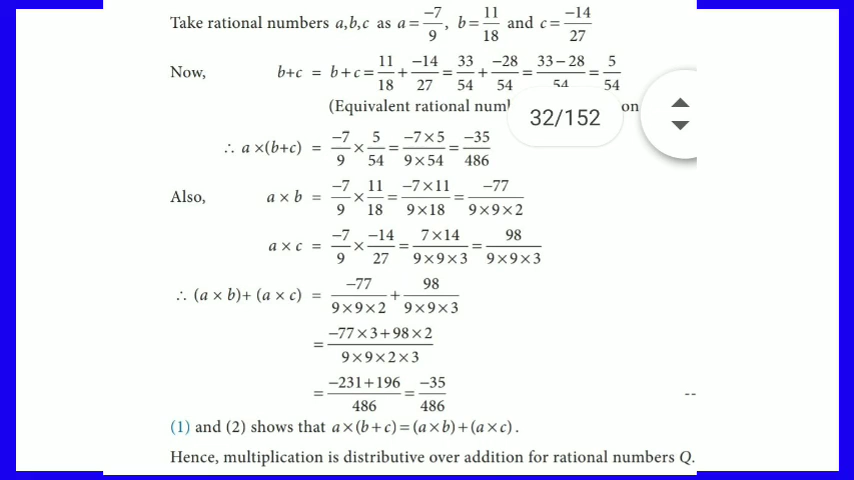 Take rational numbers a,b,c as a = -7/9, b = 11/18 and c = -14/27
Now, b+c = b+c = 11/18 + -14/27 = 33/54 + -28/54 = 33-28/54 = 5/54
(Equivalent rational on
32/152
∴ a×(b+c) = -7/9 × 5/54 = -7×5/9×54 = -35/486
Also, a × b = -7/9 × 11/18 = -7×11/9×18 = -77/9×9×2
a × c = -7/9 × -14/27 = 7×14/9×9×3 = 98/9×9×3
∴ (a × b)+ (a × c) = -77/9×9×2 + 98/9×9×3
= -77×3+98×2/9×9×2×3
= -231+196/486 = -35/486 --
(1) and (2) shows that a×(b+c)=(a×b)+(a×c).
Hence, multiplication is distributive over addition for rational numbers Q.